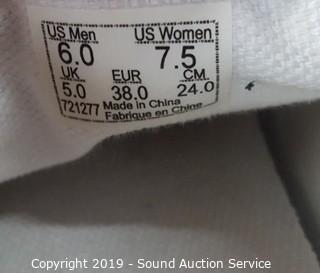 US Men US Women
6.0 7.5
UK EUR CM.
5.0 38.0 24.0
721277 Made in China
Fabrique en Chine
Copyright 2019 - Sound Auction Service